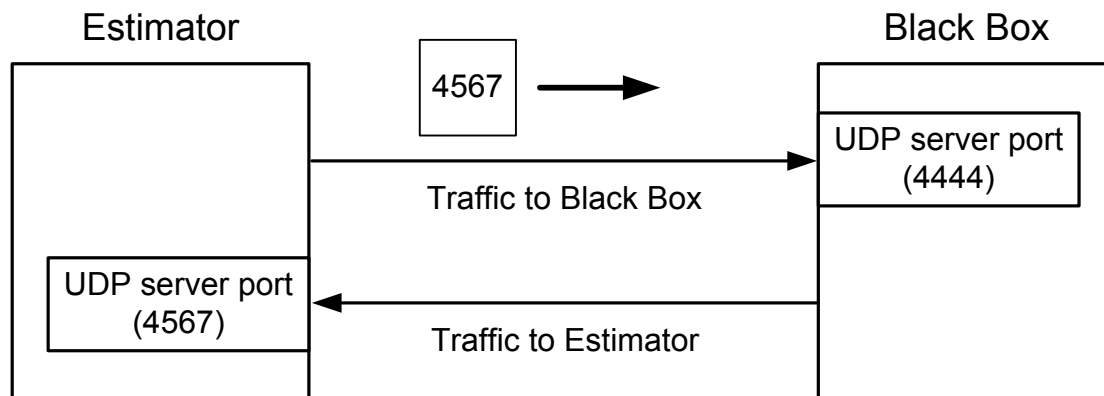 Estimator
Black Box
4567
UDP server port
(4444)
Traffic to Black Box
UDP server port
(4567)
Traffic to Estimator